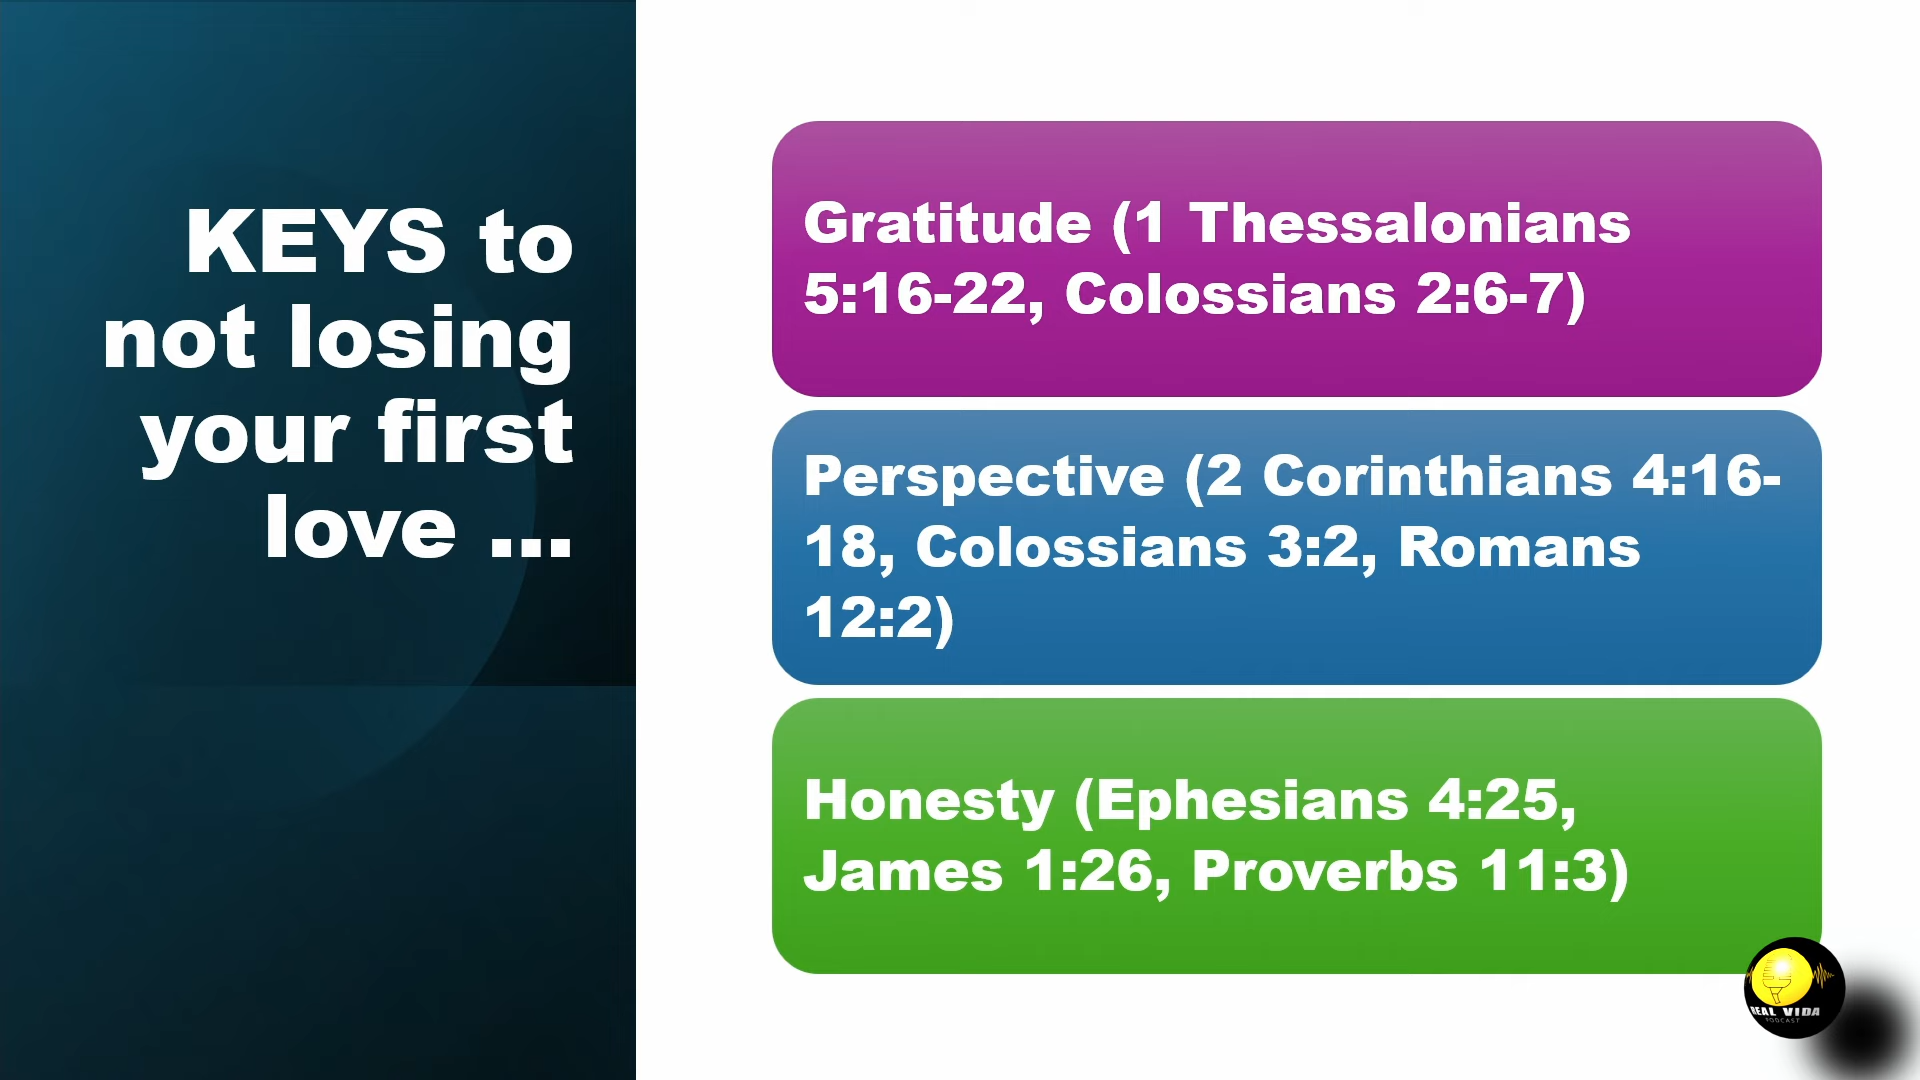 KEYS to
not losing
your first
love ...
Gratitude (1 Thessalonians
5:16-22, Colossians 2:6-7)
Perspective (2 Corinthians 4:16-
18, Colossians 3:2, Romans
12:2)
Honesty (Ephesians 4:25,
James 1:26, Proverbs 11:3)
REAL VIDA
PODCAST